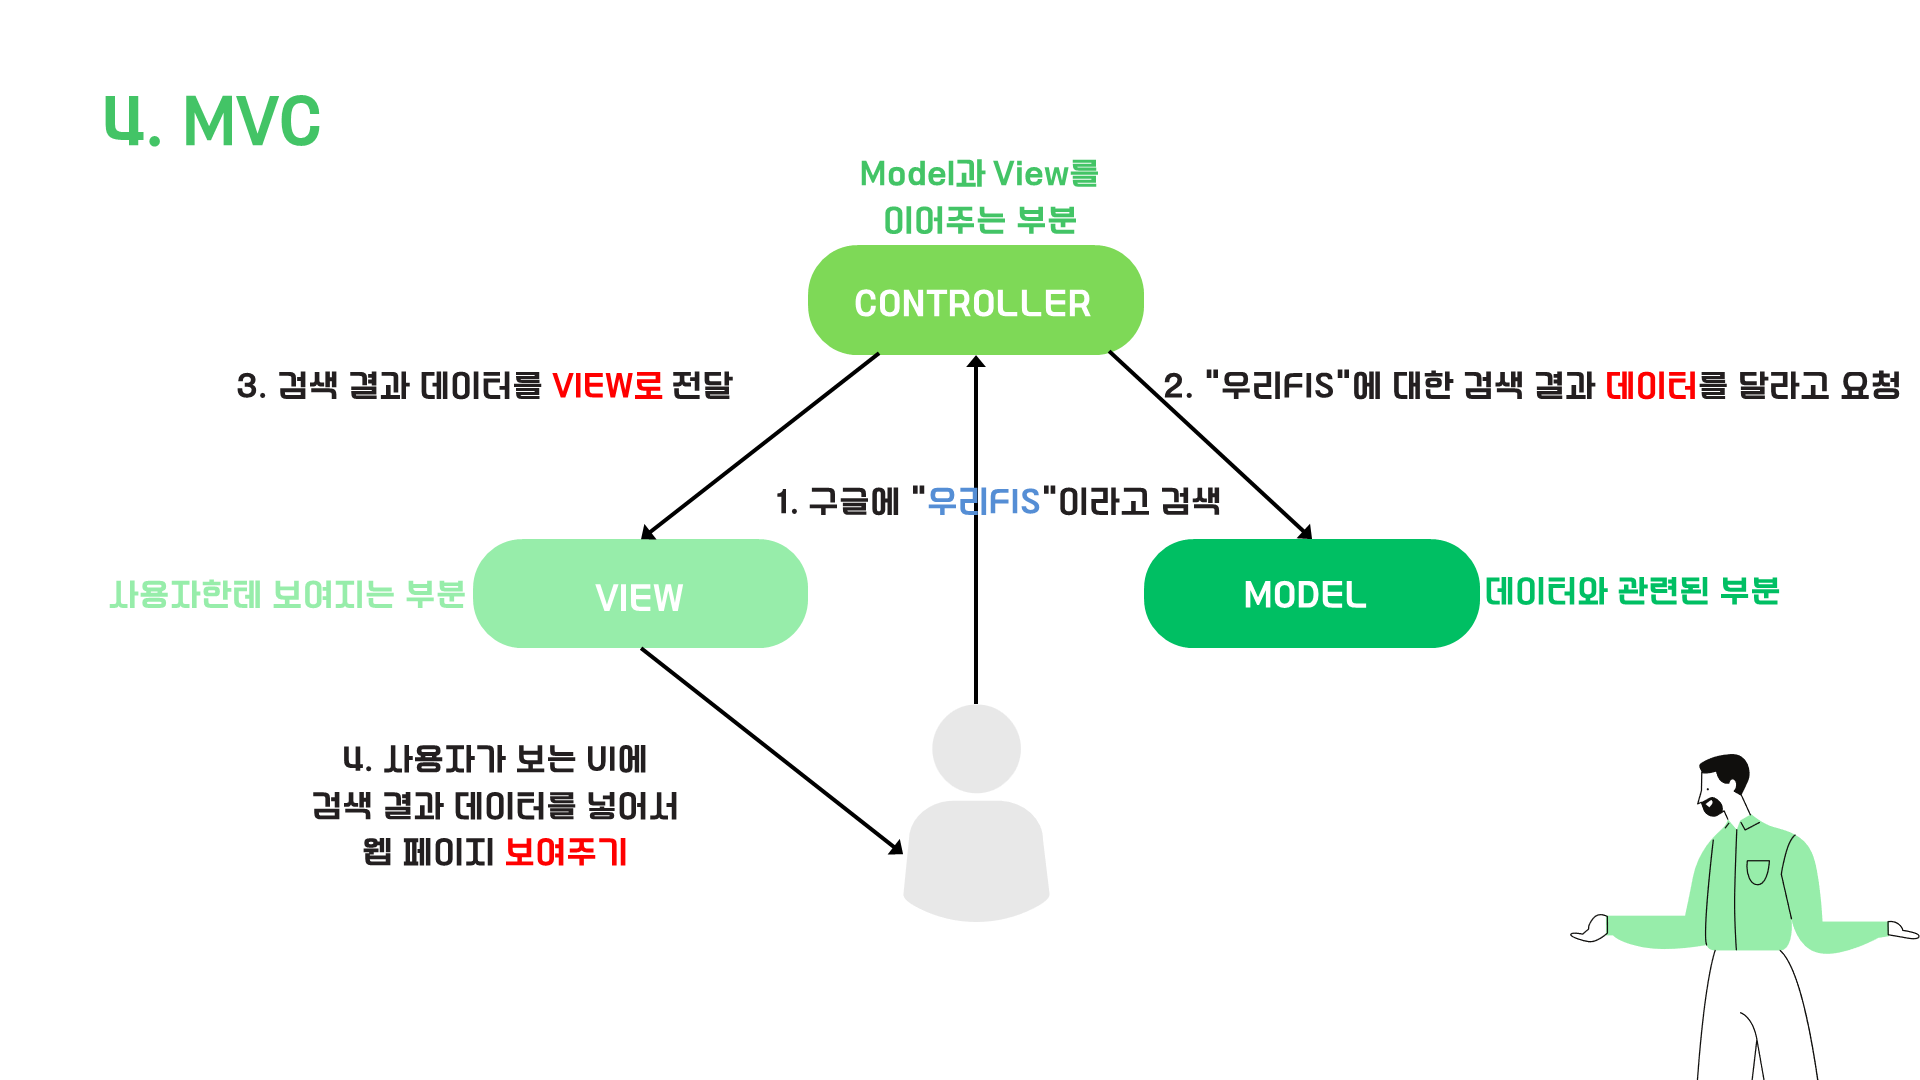 4. MVC
Model과 View를
이어주는 부분
CONTROLLER
3. 검색 결과 데이터를 VIEW로 전달
2. "우리FIS"에 대한 검색 결과 데이터를 달라고 요청
1. 구글에 "우리FIS"이라고 검색
사용자한테 보여지는 부분
VIEW
MODEL
데이터와 관련된 부분
4. 사용자가 보는 UI에
검색 결과 데이터를 넣어서
웹 페이지 보여주기